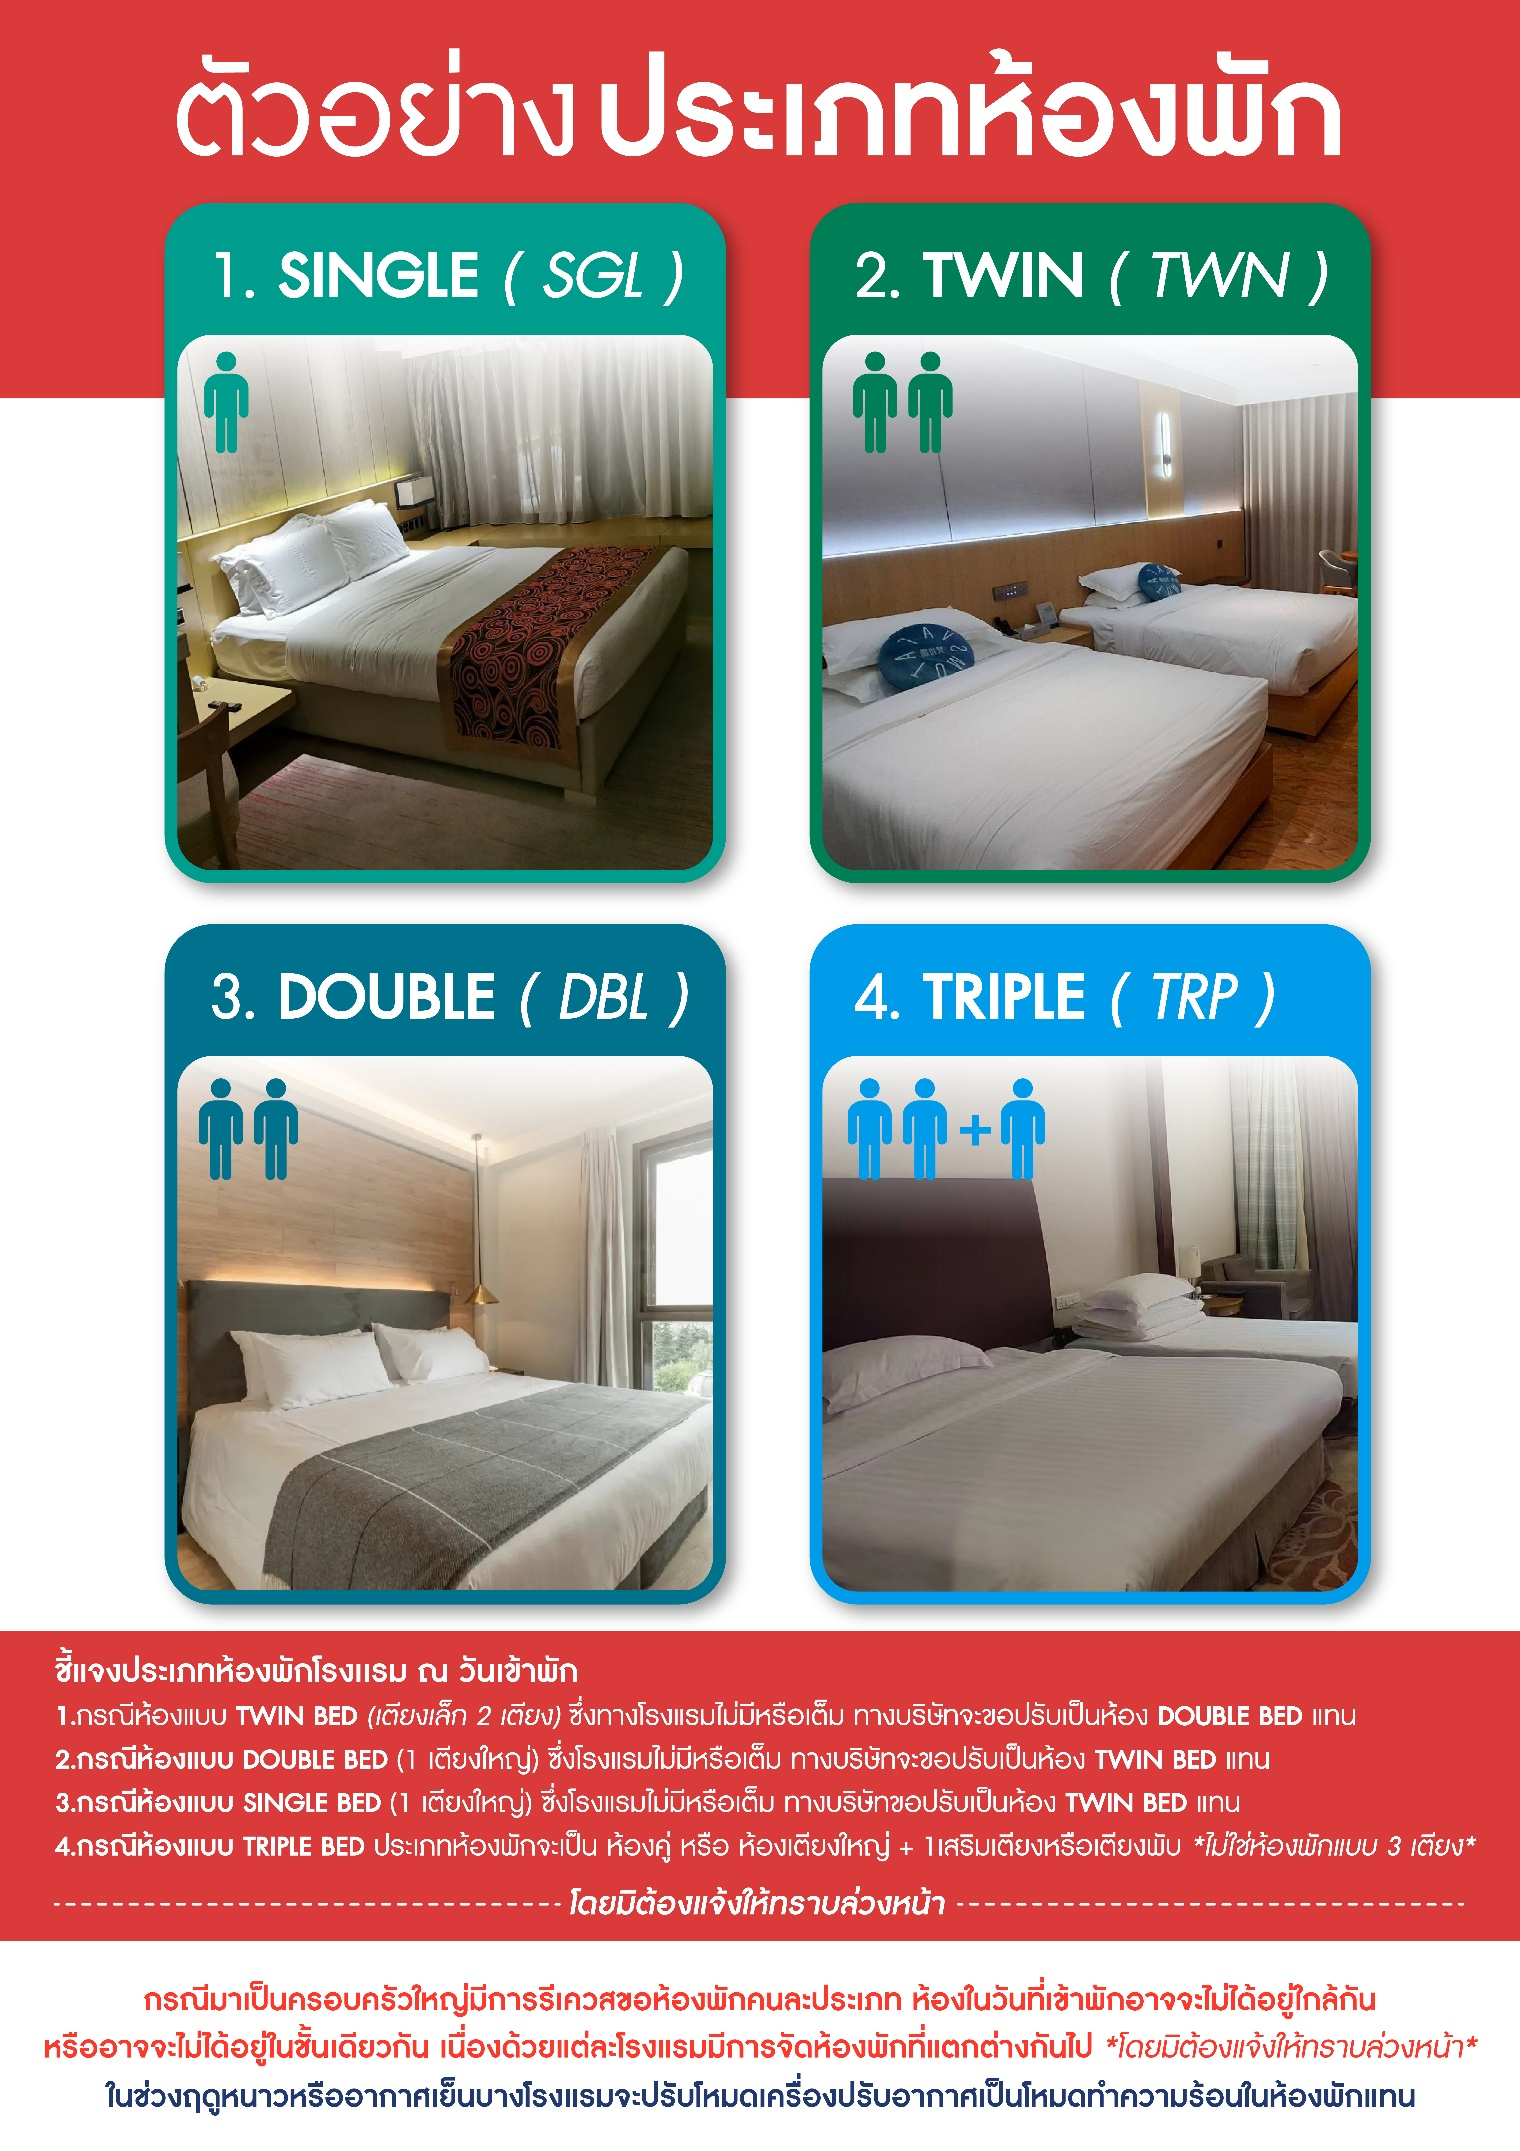 ตัวอย่างประเภทห้องพัก
1. SINGLE ( SGL )
2. TWIN ( TWN )
3. DOUBLE ( DBL )
4. TRIPLE ( TRP )
+
ชี้แจงประเภทห้องพักโรงแรม ณ วันเข้าพัก
1.กรณีห้องแบบ TWIN BED (เตียงเล็ก 2 เตียง) ซึ่งทางโรงแรมไม่มีหรือเต็ม ทางบริษัทจะขอปรับเป็นห้อง DOUBLE BED แทน
2.กรณีห้องแบบ DOUBLE BED (1 เตียงใหญ่) ซึ่งโรงแรมไม่มีหรือเต็ม ทางบริษัทจะขอปรับเป็นห้อง TWIN BED แทน
3.กรณีห้องแบบ SINGLE BED (1 เตียงใหญ่) ซึ่งโรงแรมไม่มีหรือเต็ม ทางบริษัทขอปรับเป็นห้อง TWIN BED แทน
4.กรณีห้องแบบ TRIPLE BED ประเภทห้องพักจะเป็น ห้องคู่ หรือ ห้องเตียงใหญ่ + 1เสริมเตียงหรือเตียงพับ *ไม่ใช่ห้องพักแบบ 3 เตียง*
โดยมิต้องแจ้งให้ทราบล่วงหน้า
กรณีมาเป็นครอบครัวใหญ่มีการรีเควสขอห้องพักคนละประเภท ห้องในวันที่เข้าพักอาจจะไม่ได้อยู่ใกล้กัน
หรืออาจจะไม่ได้อยู่ในชั้นเดียวกัน เนื่องด้วยแต่ละโรงแรมมีการจัดห้องพักที่แตกต่างกันไป *โดยมิต้องแจ้งให้ทราบล่วงหน้า*
ในช่วงฤดูหนาวหรืออากาศเย็นบางโรงแรมจะปรับโหมดเครื่องปรับอากาศเป็นโหมดทำความร้อนในห้องพักแทน